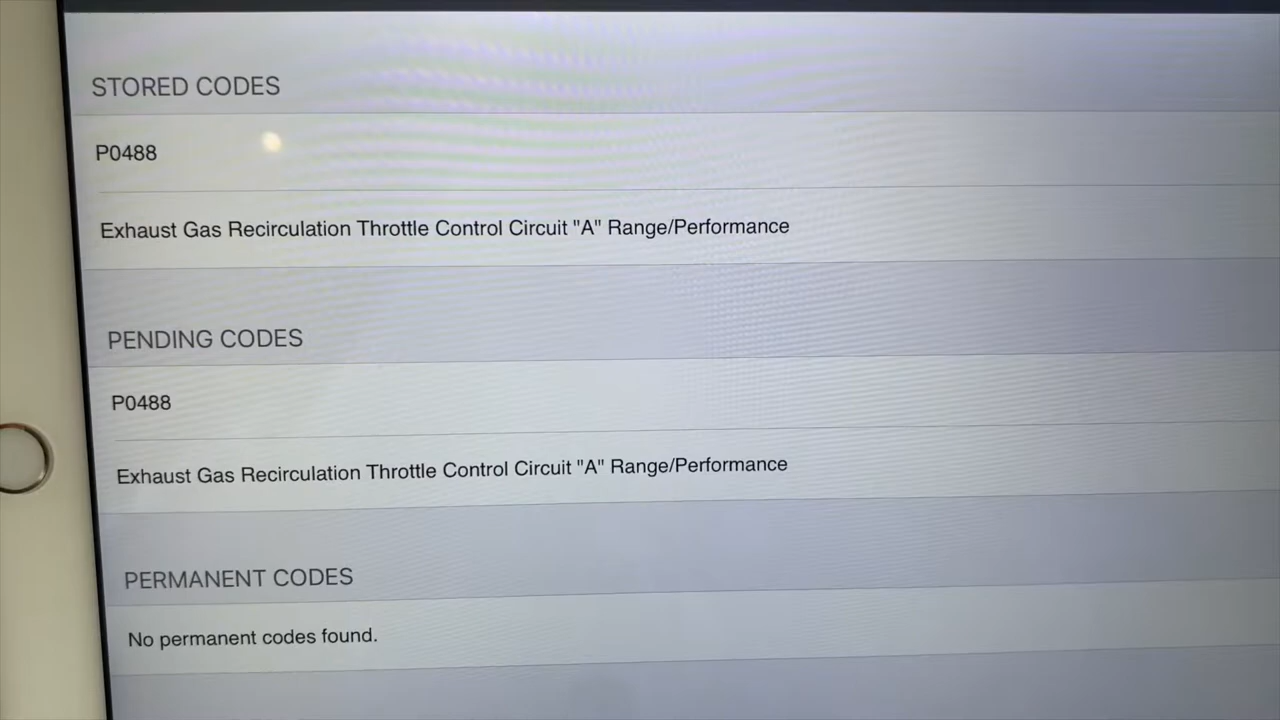 STORED CODES
P0488
Exhaust Gas Recirculation Throttle Control Circuit "A" Range/Performance
PENDING CODES
P0488
Exhaust Gas Recirculation Throttle Control Circuit "A" Range/Performance
PERMANENT CODES
No permanent codes found.